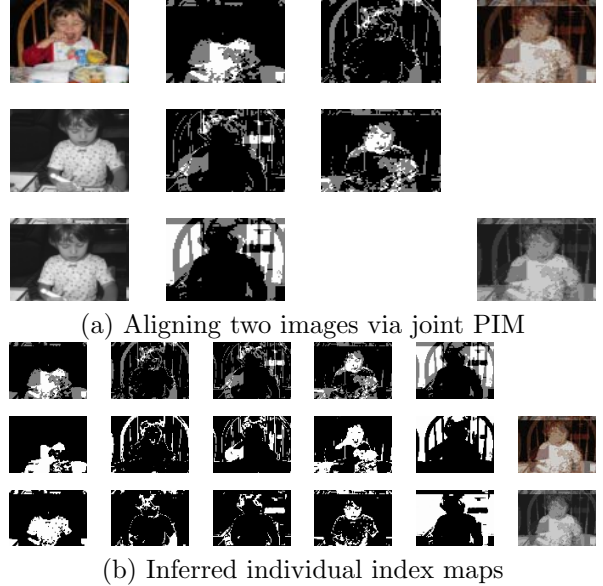 (a) Aligning two images via joint PIM
(b) Inferred individual index maps